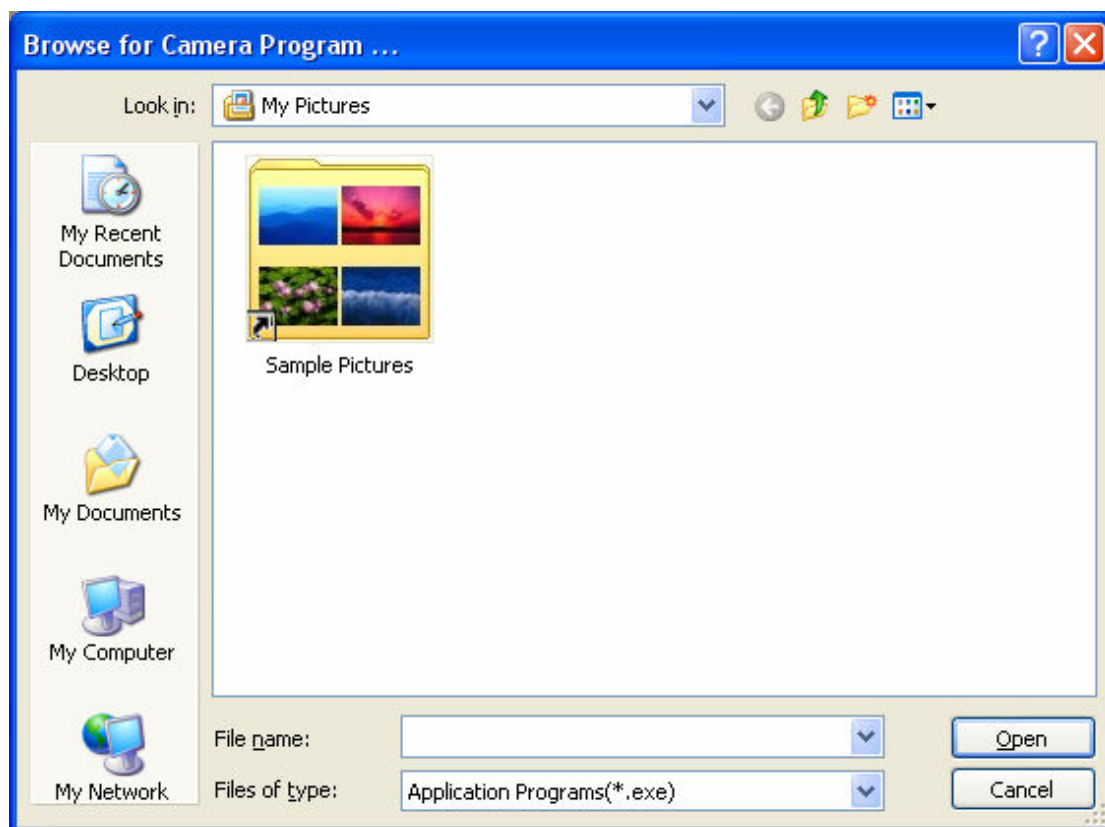 Browse for Camera Program ...
Look in:
My Pictures
My Recent
Documents
Desktop
My Documents
My Computer
My Network
Sample Pictures
File name:
Open
Files of type:
Application Programs(*.exe)
Cancel